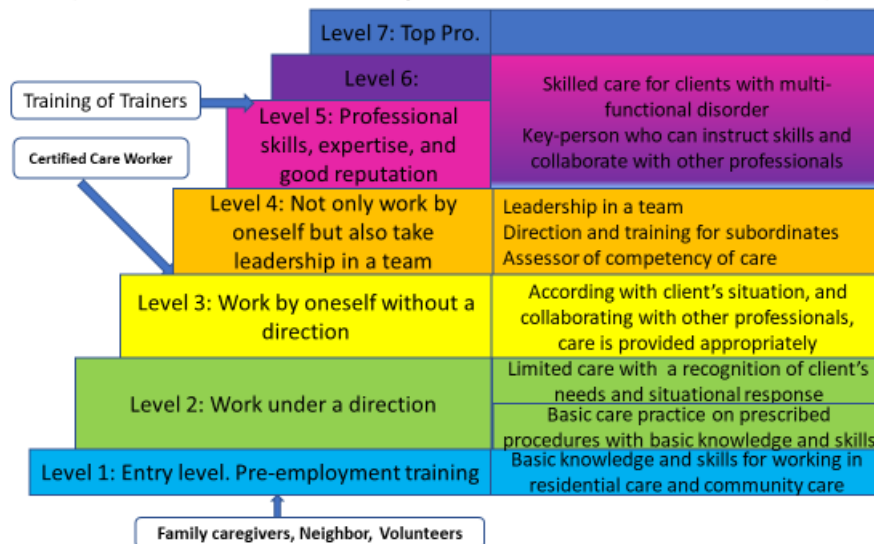 Level 7: Top Pro.
Level 6:
Training of Trainers
Level 5: Professional
skills, expertise, and
good reputation
Skilled care for clients with multi-
functional disorder
Key-person who can instruct skills and
collaborate with other professionals
Certified Care Worker
Level 4: Not only work by
oneself but also take
leadership in a team
Leadership in a team
Direction and training for subordinates
Assessor of competency of care
Level 3: Work by oneself without a
direction
According with client's situation, and
collaborating with other professionals,
care is provided appropriately
Level 2: Work under a direction
Limited care with a recognition of client's
needs and situational response
Basic care practice on prescribed
procedures with basic knowledge and skills
Level 1: Entry level. Pre-employment training
Basic knowledge and skills for working in
residential care and community care
Family caregivers, Neighbor, Volunteers